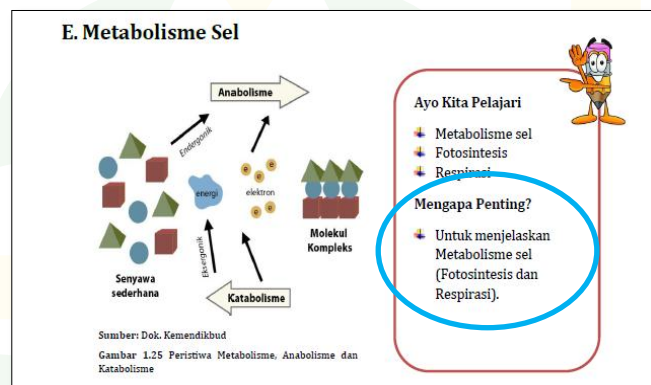 E. Metabolisme Sel
Anabolisme
Endergonik
energi
e
e
e
e
e
elektron
Eksergonik
Senyawa
sederhana
Molekul
Kompleks
Katabolisme
Sumber: Dok. Kemendikbud
Gambar 1.25 Peristiwa Metabolisme, Anabolisme dan
Katabolisme
Ayo Kita Pelajari
Metabolisme sel
Fotosintesis
Respirasi
Mengapa Penting?
Untuk menjelaskan
Metabolisme sel
(Fotosintesis dan
Respirasi).